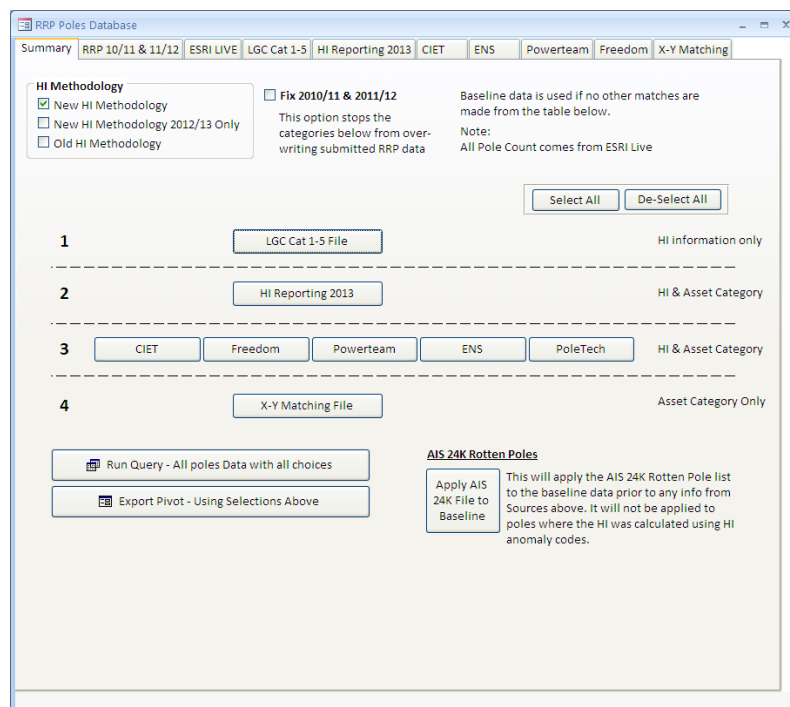 RRP Poles Database
Summary RRP 10/11 & 11/12 ESRI LIVE LGC Cat 1-5 HI Reporting 2013 CIET ENS Powerteam Freedom X-Y Matching
HI Methodology
New HI Methodology
New HI Methodology 2012/13 Only
Old HI Methodology
Fix 2010/11 & 2011/12
This option stops the
categories below from over-
writing submitted RRP data
Baseline data is used if no other matches are
made from the table below.
Note:
All Pole Count comes from ESRI Live
Select All De-Select All
1 LGC Cat 1-5 File HI information only
2 HI Reporting 2013 HI & Asset Category
3 CIET Freedom Powerteam ENS PoleTech HI & Asset Category
4 X-Y Matching File Asset Category Only
Run Query - All poles Data with all choices
Export Pivot - Using Selections Above
AIS 24K Rotten Poles
Apply AIS
24K File to
Baseline
This will apply the AIS 24K Rotten Pole list
to the baseline data prior to any info from
Sources above. It will not be applied to
poles where the HI was calculated using HI
anomaly codes.